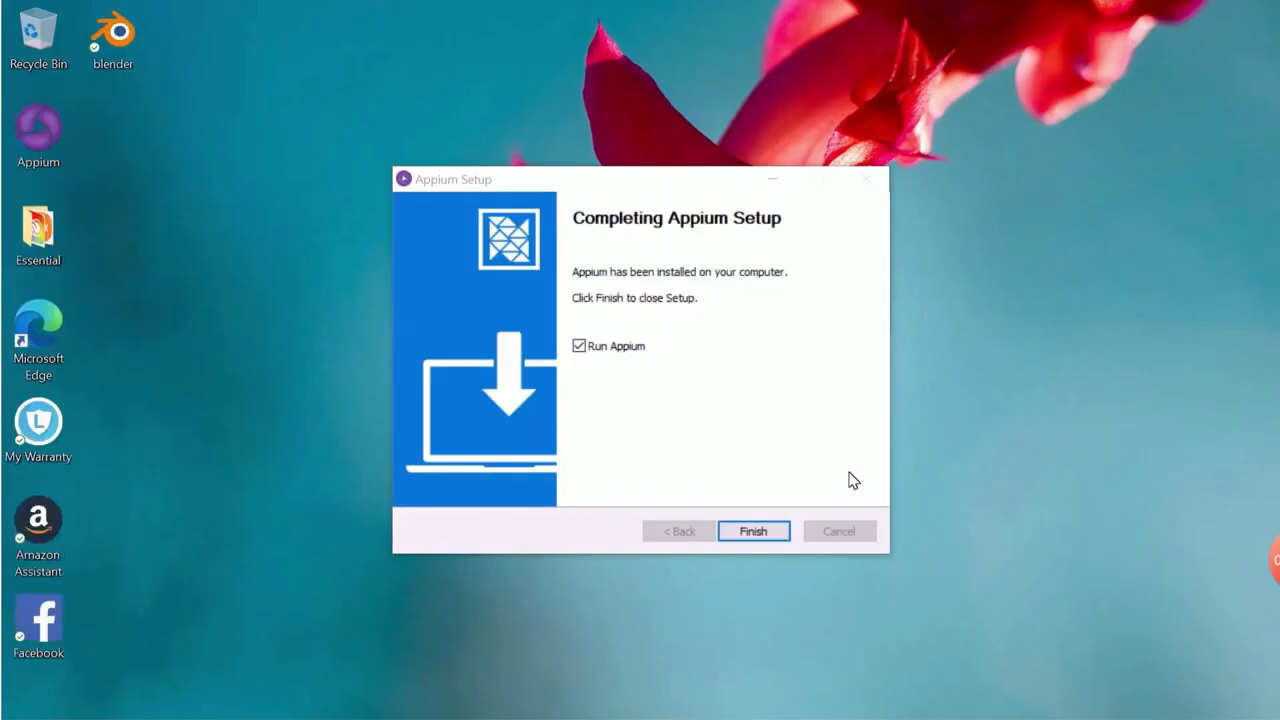 Recycle Bin
blender
Appium
Essential
Microsoft
Edge
My Warranty
a
Amazon
Assistant
f
Facebook
Appium Setup
Completing Appium Setup
Appium has been installed on your computer.
Click Finish to close Setup.
Run Appium
< Back
Finish
Cancel